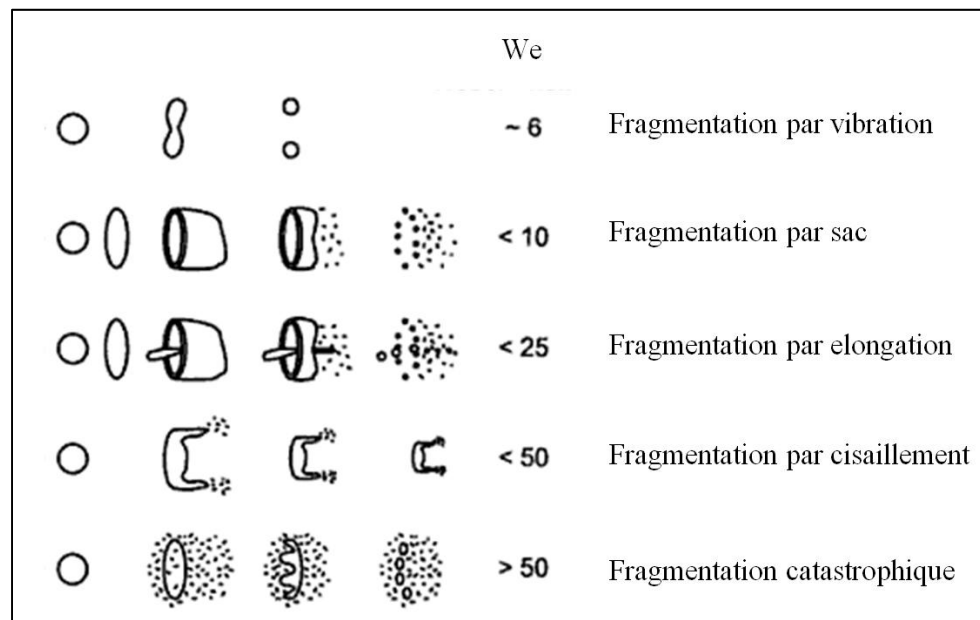 We
~ 6 Fragmentation par vibration
< 10 Fragmentation par sac
< 25 Fragmentation par elongation
< 50 Fragmentation par cisaillement
> 50 Fragmentation catastrophique